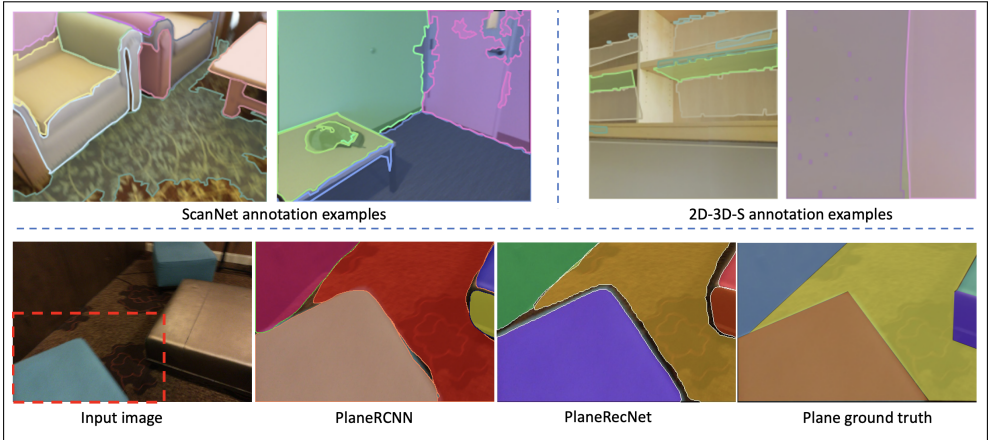 ScanNet annotation examples
2D-3D-S annotation examples
Input image
PlaneRCNN
PlaneRecNet
Plane ground truth